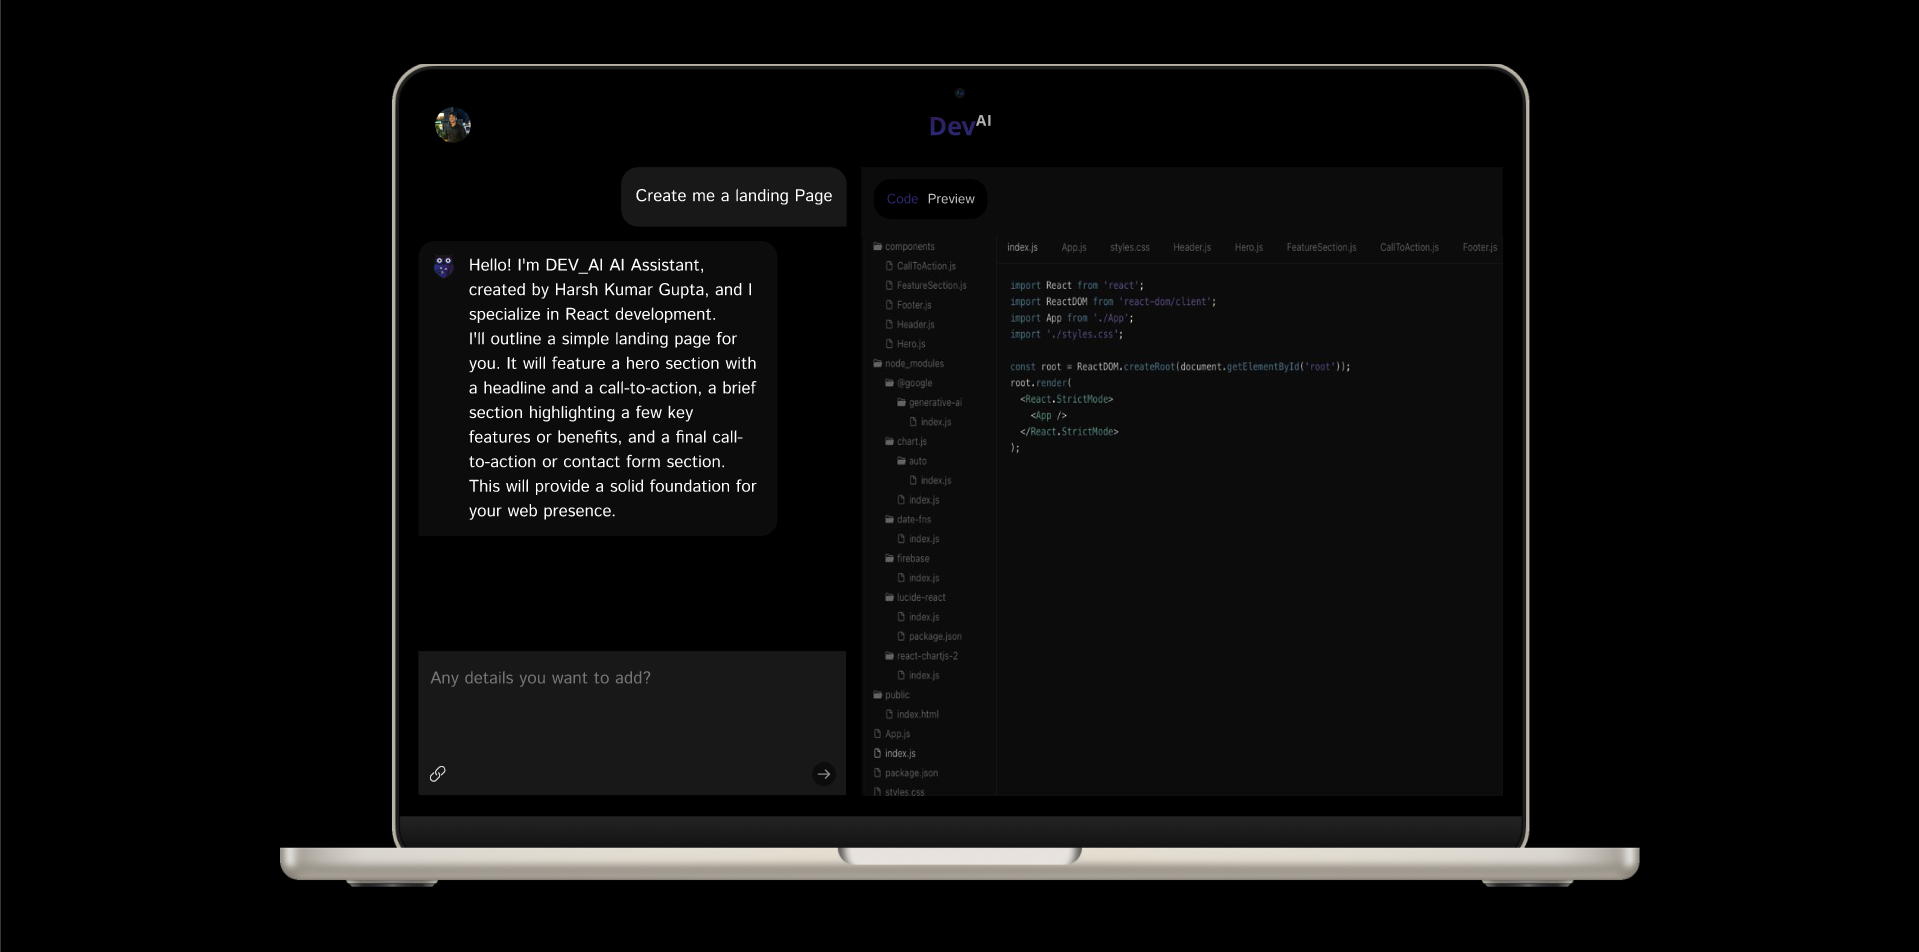 DevAI
Create me a landing Page
Hello! I'm DEV_AI AI Assistant,
created by Harsh Kumar Gupta, and I
specialize in React development.
I'll outline a simple landing page for
you. It will feature a hero section with
a headline and a call-to-action, a brief
section highlighting a few key
features or benefits, and a final call-
to-action or contact form section.
This will provide a solid foundation for
your web presence.
Any details you want to add?
Code Preview
components
CallToAction.js
FeatureSection.js
Footer.js
Header.js
Hero.js
node_modules
@google
generative-ai
index.js
chart.js
auto
index.js
index.js
date-fns
index.js
firebase
index.js
lucide-react
index.js
package.json
react-chartjs-2
index.js
public
index.html
App.js
index.js
package.json
styles.css
index.js App.js styles.css Header.js Hero.js FeatureSection.js CallToAction.js Footer.js
import React from 'react';
import ReactDOM from 'react-dom/client';
import App from './App';
import './styles.css';
const root = ReactDOM.createRoot(document.getElementById('root'));
root.render(
<React.StrictMode>
<App />
</React.StrictMode>
);